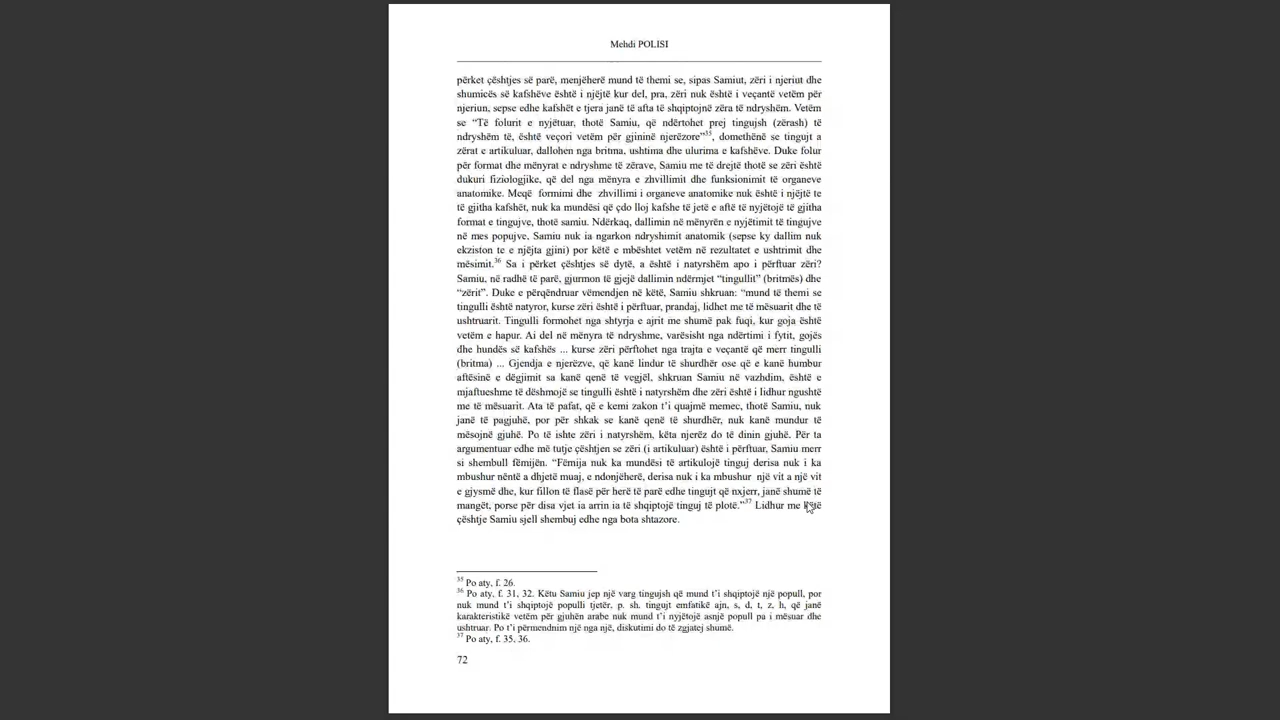 Mehdi POLISI
përket çështjes së parë, menjëherë mund të themi se, sipas Samiut, zëri i njeriut dhe
shumicës së kafshëve është i njëjtë kur del, pra, zëri nuk është i veçantë vetëm për
njeriun, sepse edhe kafshët e tjera janë të afta të shqiptojnë zëra të ndryshëm. Vetëm
se “Të folurit e nyjëtuar, thotë Samiu, që ndërtohet prej tingujsh (zërash) të
ndryshëm të, është veçori vetëm për gjininë njerëzore”35, domethënë se tingujt a
zërat e artikuluar, dallohen nga britma, ushtima dhe ulurima e kafshëve. Duke folur
për format dhe mënyrat e ndryshme të zërave, Samiu me të drejtë thotë se zëri është
dukuri fiziologjike, që del nga mënyra e zhvillimit dhe funksionimit të organeve
anatomike. Meqë formimi dhe zhvillimi i organeve anatomike nuk është i njëjtë te
të gjitha kafshët, nuk ka mundësi që çdo lloj kafshe të jetë e aftë të nyjëtojë të gjitha
format e tingujve, thotë samiu. Ndërkaq, dallimin në mënyrën e nyjëtimit të tingujve
në mes popujve, Samiu nuk ia ngarkon ndryshimit anatomik (sepse ky dallim nuk
ekziston te e njëjta gjini) por këtë e mbështet vetëm në rezultatet e ushtrimit dhe
mësimit.36 Sa i përket çështjes së dytë, a është i natyrshëm apo i përftuar zëri?
Samiu, në radhë të parë, gjurmon të gjejë dallimin ndërmjet “tingullit” (britmës) dhe
“zërit”. Duke e përqëndruar vëmendjen në këtë, Samiu shkruan: “mund të themi se
tingulli është natyror, kurse zëri është i përftuar, prandaj, lidhet me të mësuarit dhe të
ushtruarit. Tingulli formohet nga shtyrja e ajrit me shumë pak fuqi, kur goja është
vetëm e hapur. Ai del në mënyra të ndryshme, varësisht nga ndërtimi i fytit, gojës
dhe hundës së kafshës ... kurse zëri përftohet nga trajta e veçantë që merr tingulli
(britma) ... Gjendja e njerëzve, që kanë lindur të shurdhër ose që e kanë humbur
aftësinë e dëgjimit sa kanë qenë të vegjël, shkruan Samiu në vazhdim, është e
mjaftueshme të dëshmojë se tingulli është i natyrshëm dhe zëri është i lidhur ngushtë
me të mësuarit. Ata të pafat, që e kemi zakon t’i quajmë memec, thotë Samiu, nuk
janë të pagjuhë, por për shkak se kanë qenë të shurdhër, nuk kanë mundur të
mësojnë gjuhë. Po të ishte zëri i natyrshëm, këta njerëz do të dinin gjuhë. Për ta
argumentuar edhe më tutje çështjen se zëri (i artikuluar) është i përftuar, Samiu merr
si shembull fëmijën. “Fëmija nuk ka mundësi të artikulojë tinguj derisa nuk i ka
mbushur nëntë a dhjetë muaj, e ndonjëherë, derisa nuk i ka mbushur një vit a një vit
e gjysmë dhe, kur fillon të flasë për herë të parë edhe tingujt që nxjerr, janë shumë të
mangët, porse për disa vjet ia arrin ia të shqiptojë tinguj të plotë.”37 Lidhur me këtë
çështje Samiu sjell shembuj edhe nga bota shtazore.
35 Po aty, f. 26.
36 Po aty, f. 31, 32. Këtu Samiu jep një varg tingujsh që mund t’i shqiptojë një popull, por
nuk mund t’i shqiptojë populli tjetër, p. sh. tingujt emfatikë ajn, s, d, t, z, h, që janë
karakteristikë vetëm për gjuhën arabe nuk mund t’i nyjëtojë asnjë popull pa i mësuar dhe
ushtruar. Po t’i përmendnim një nga një, diskutimi do të zgjatej shumë.
37 Po aty, f. 35, 36.
72